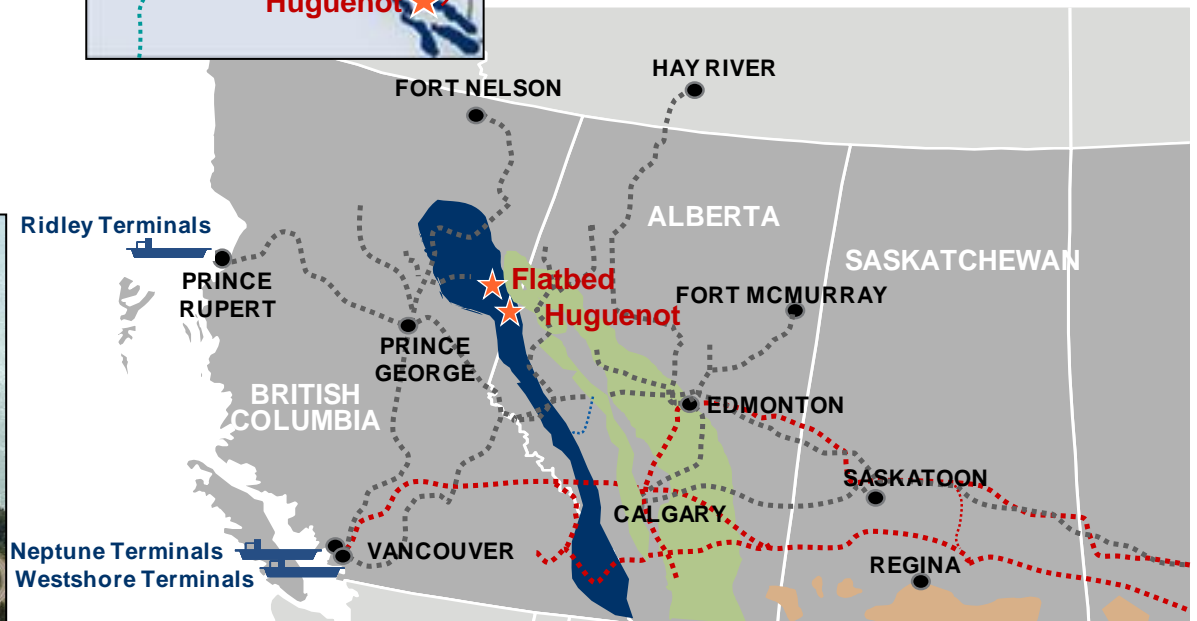 Huguenot
HAY RIVER
FORT NELSON
ALBERTA
Ridley Terminals
SASKATCHEWAN
PRINCE
RUPERT
Flatbed
FORT MCMURRAY
Huguenot
PRINCE
GEORGE
BRITISH
COLUMBIA
EDMONTON
SASKATOON
CALGARY
Neptune Terminals
VANCOUVER
Westshore Terminals
REGINA